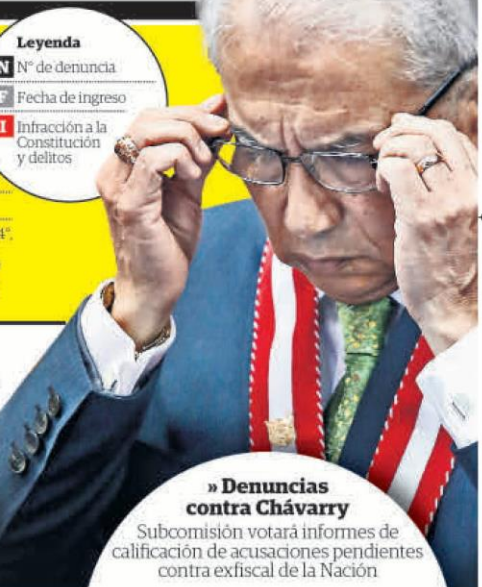 Leyenda
N N° de denuncia
F Fecha de ingreso
I Infracción a la
Constitución
y delitos
4°,
» Denuncias
contra Chávarry
Subcomisión votará informes de
calificación de acusaciones pendientes
contra exfiscal de la Nación